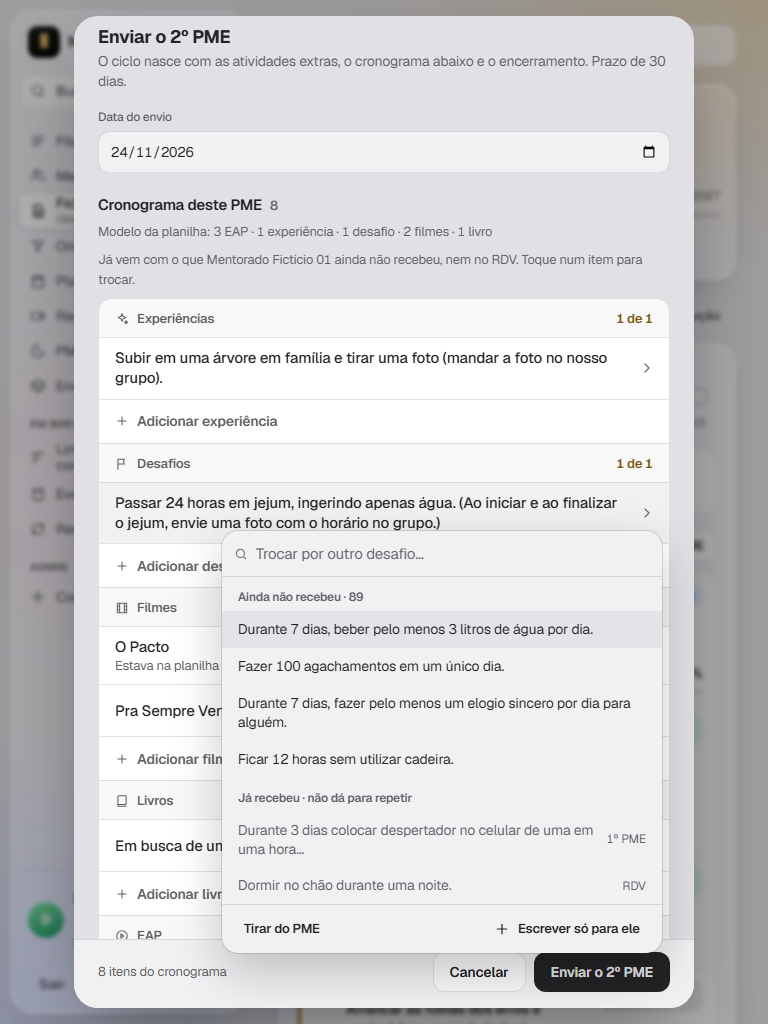 Enviar o 2º PME
O ciclo nasce com as atividades extras, o cronograma abaixo e o encerramento. Prazo de 30
dias.
Data do envio
24/11/2026
Cronograma deste PME 8
Modelo da planilha: 3 EAP · 1 experiência · 1 desafio · 2 filmes · 1 livro
Já vem com o que Mentorado Fictício 01 ainda não recebeu, nem no RDV. Toque num item para
trocar.
Experiências 1 de 1
Subir em uma árvore em família e tirar uma foto (mandar a foto no nosso
grupo).
Adicionar experiência
Desafios 1 de 1
Passar 24 horas em jejum, ingerindo apenas água. (Ao iniciar e ao finalizar
o jejum, envie uma foto com o horário no grupo.)
Adicionar des
Trocar por outro desafio...
Ainda não recebeu · 89
Durante 7 dias, beber pelo menos 3 litros de água por dia.
Fazer 100 agachamentos em um único dia.
Durante 7 dias, fazer pelo menos um elogio sincero por dia para
alguém.
Ficar 12 horas sem utilizar cadeira.
Já recebeu · não dá para repetir
Durante 3 dias colocar despertador no celular de uma em
uma hora... 1º PME
Dormir no chão durante uma noite. RDV
Tirar do PME + Escrever só para ele
Filmes
O Pacto
Estava na planilha
Pra Sempre Ven
Adicionar film
Livros
Em busca de un
Adicionar livr
EAP
8 itens do cronograma
Cancelar
Enviar o 2º PME